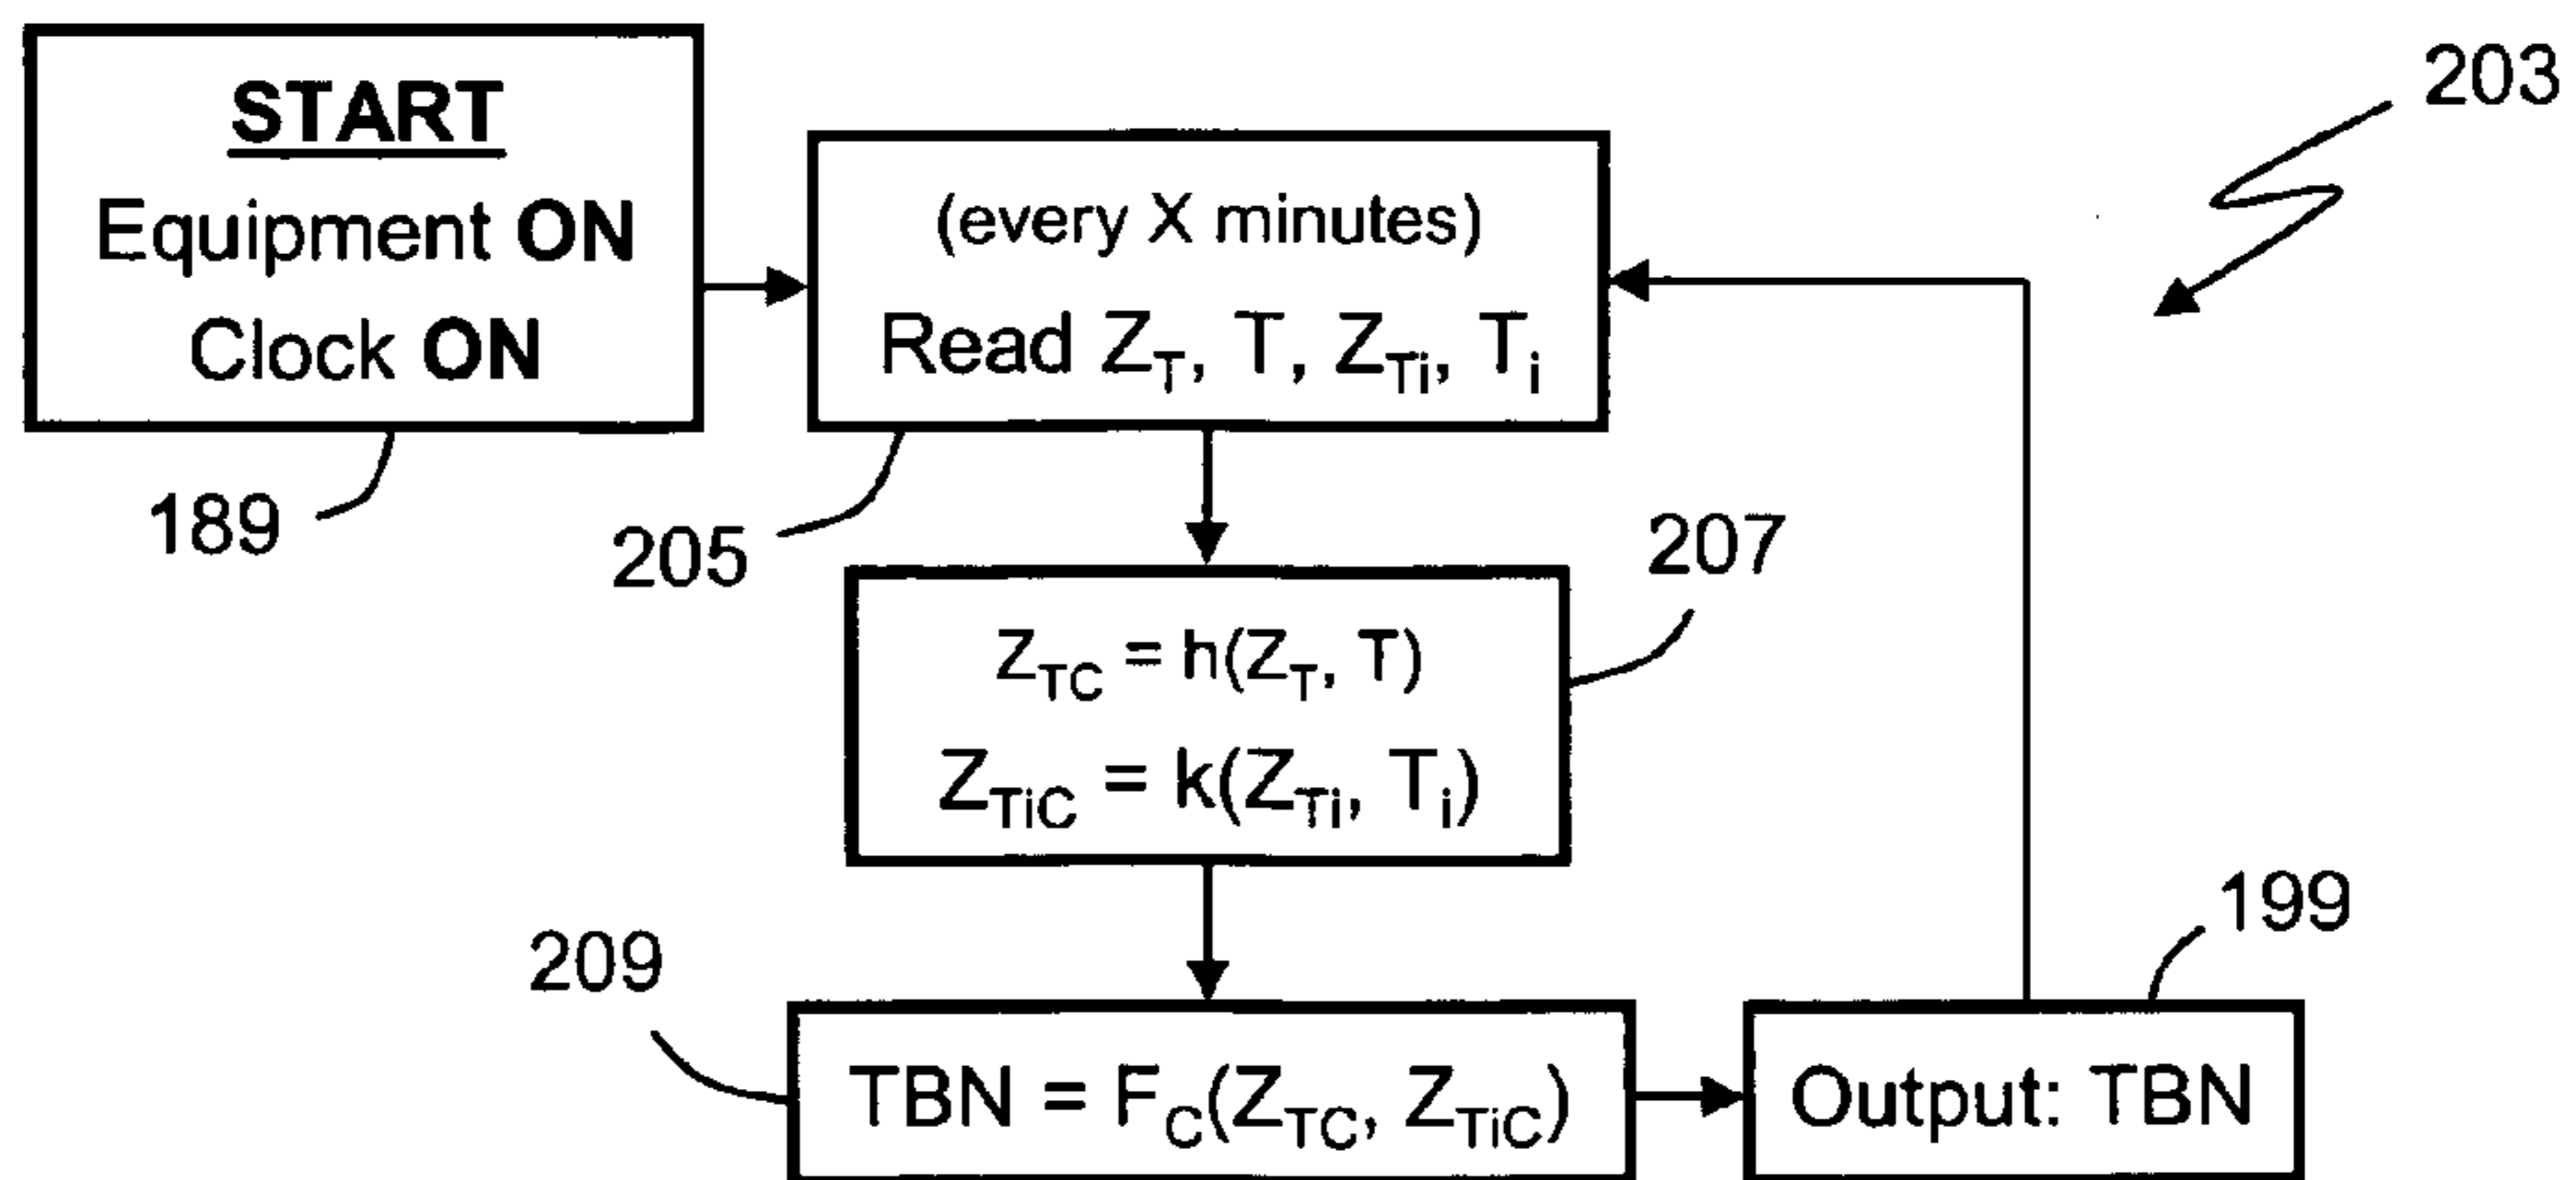 START
Equipment ON
Clock ON
189
203
(every X minutes)
Read Z_T, T, Z_Ti, T_i
205
207
Z_TC = h(Z_T, T)
Z_TiC = k(Z_Ti, T_i)
209
TBN = F_C(Z_TC, Z_TiC)
199
Output: TBN